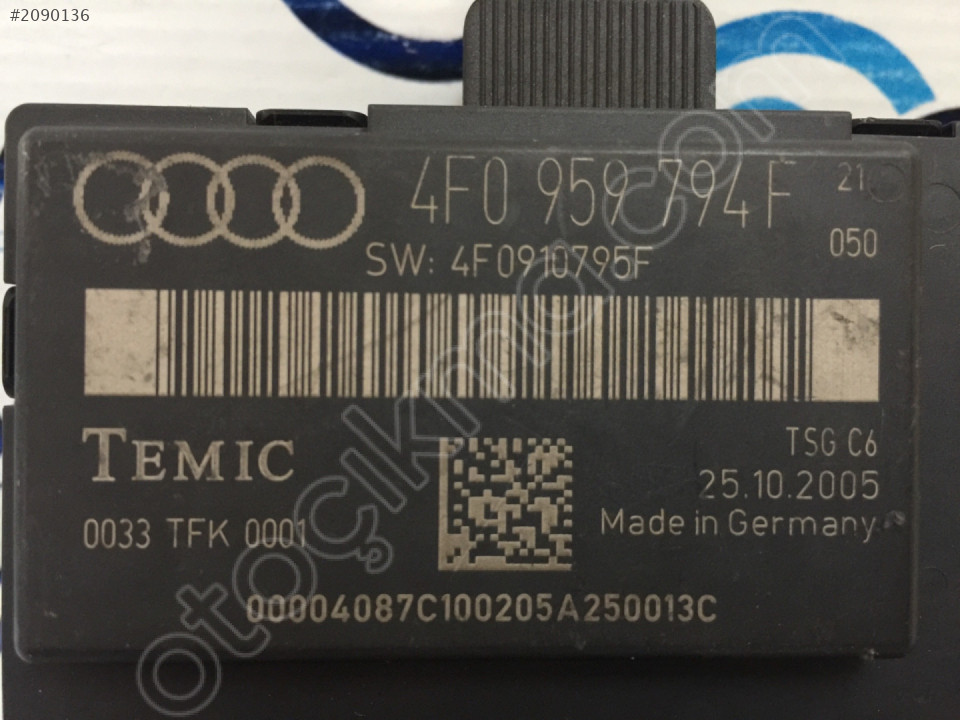 #2090136
4F0 959 794 F 21
050
SW: 4F0910795F
TEMIC
TSG C6
25.10.2005
0033 TFK 0001
Made in Germany
00004087C100205A250013C
otoçıkma.com